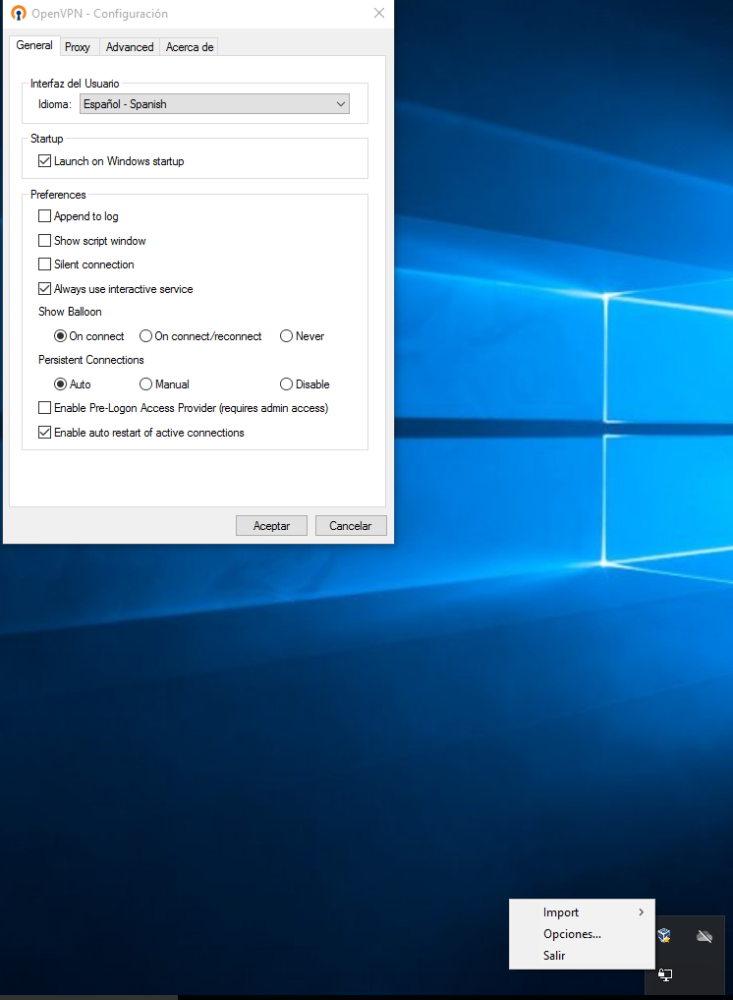 OpenVPN - Configuración
General Proxy Advanced Acerca de
Interfaz del Usuario
Idioma: Español - Spanish
Startup
Launch on Windows startup
Preferences
Append to log
Show script window
Silent connection
Always use interactive service
Show Balloon
On connect On connect/reconnect Never
Persistent Connections
Auto Manual Disable
Enable Pre-Logon Access Provider (requires admin access)
Enable auto restart of active connections
Aceptar Cancelar
Import
Opciones...
Salir